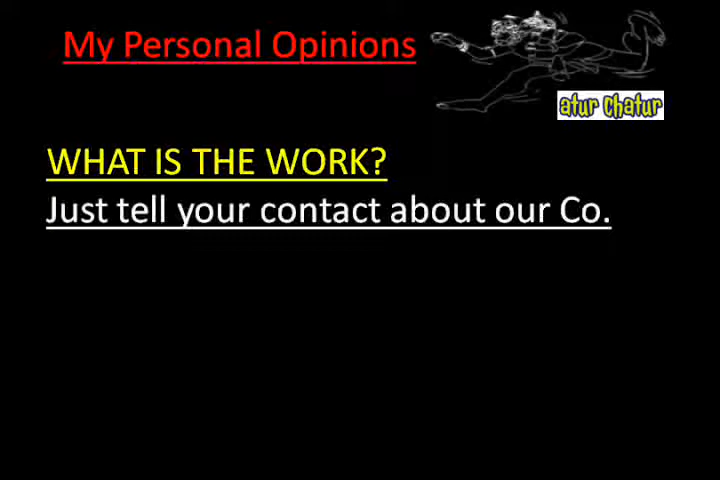 My Personal Opinions
atur chatur
WHAT IS THE WORK?
Just tell your contact about our Co.